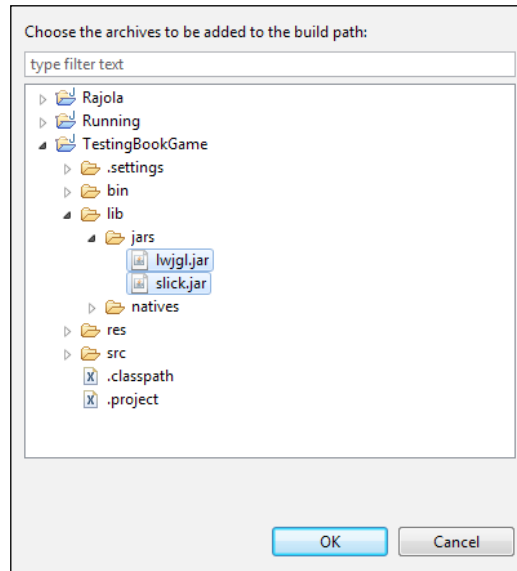 Choose the archives to be added to the build path:
type filter text
Rajola
Running
TestingBookGame
.settings
bin
lib
jars
lwjgl.jar
slick.jar
natives
res
src
.classpath
.project
OK Cancel